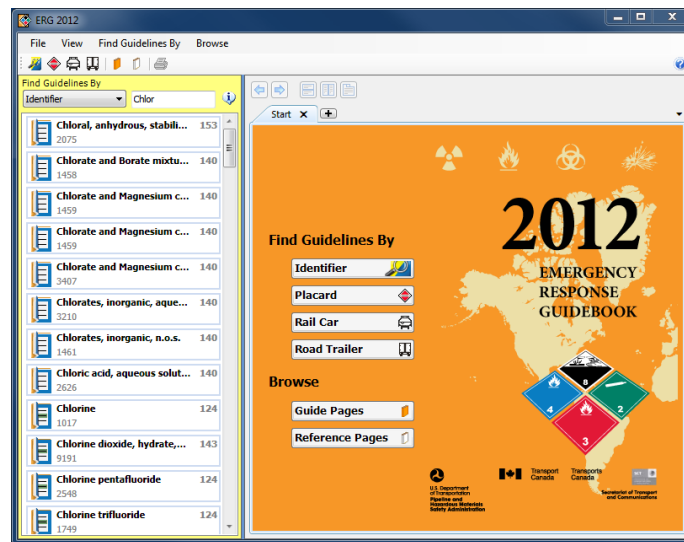 ERG 2012
File View Find Guidelines By Browse
Find Guidelines By
Identifier Chlor
Start
Chloral, anhydrous, stabili... 153
2075
Chlorate and Borate mixtu... 140
1458
Chlorate and Magnesium c... 140
1459
Chlorate and Magnesium c... 140
1459
Chlorate and Magnesium c... 140
3407
Chlorates, inorganic, aque... 140
3210
Chlorates, inorganic, n.o.s. 140
1461
Chloric acid, aqueous solut... 140
2626
Chlorine 124
1017
Chlorine dioxide, hydrate,... 143
9191
Chlorine pentafluoride 124
2548
Chlorine trifluoride 124
1749
2012
EMERGENCY
RESPONSE
GUIDEBOOK
Find Guidelines By
Identifier
Placard
Rail Car
Road Trailer
Browse
Guide Pages
Reference Pages
8
4
2
3
U.S. Department
of Transportation
Pipeline and
Hazardous Materials
Safety Administration
Transport
Canada
Transports
Canada
Secretariat of Transport
and Communications